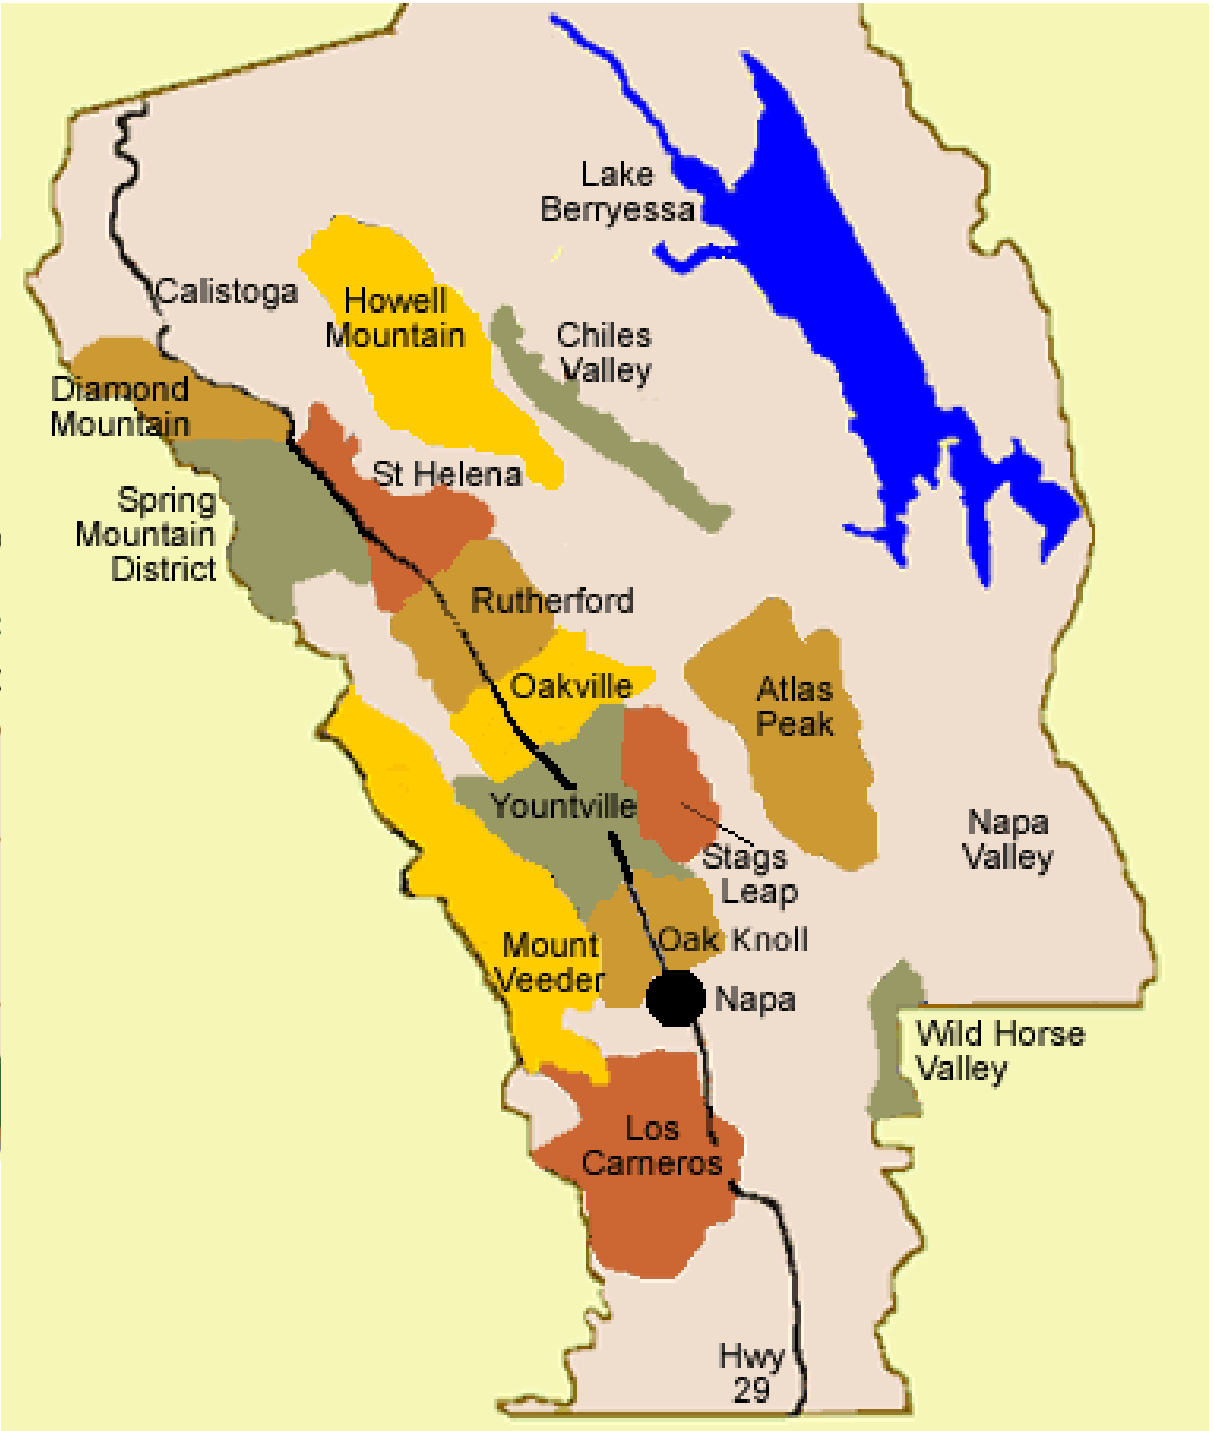 Lake
Berryessa
Calistoga
Howell
Mountain
Chiles
Valley
Diamond
Mountain
St Helena
Spring
Mountain
District
Rutherford
Oakville
Atlas
Peak
Yountville
Napa
Valley
Stags
Leap
Mount
Veeder
Oak Knoll
Napa
Wild Horse
Valley
Los
Carneros
Hwy
29